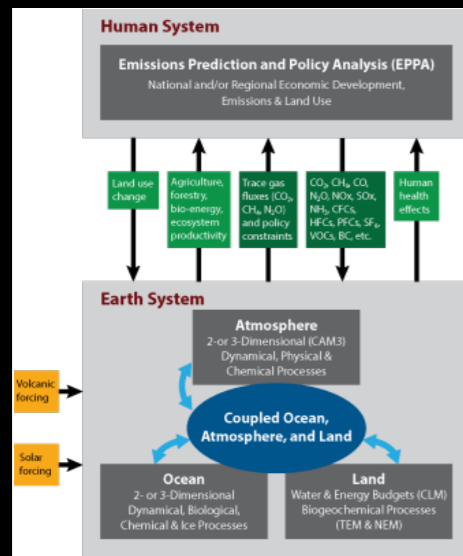 Human System
Emissions Prediction and Policy Analysis (EPPA)
National and/or Regional Economic Development,
Emissions & Land Use
Land use
change
Agriculture,
forestry,
bio-energy,
ecosystem
productivity
Trace gas
fluxes (CO₂,
CH₄, N₂O)
and policy
constraints
CO₂, CH₄, CO,
N₂O, NOx, SOx,
NH₃, CFCs,
HFCs, PFCs, SF₆,
VOCs, BC, etc.
Human
health
effects
Earth System
Atmosphere
2- or 3-Dimensional (CAM3)
Dynamical, Physical &
Chemical Processes
Volcanic
forcing
Coupled Ocean,
Atmosphere, and Land
Solar
forcing
Ocean
2- or 3-Dimensional
Dynamical, Biological,
Chemical & Ice Processes
Land
Water & Energy Budgets (CLM)
Biogeochemical Processes
(TEM & NEM)